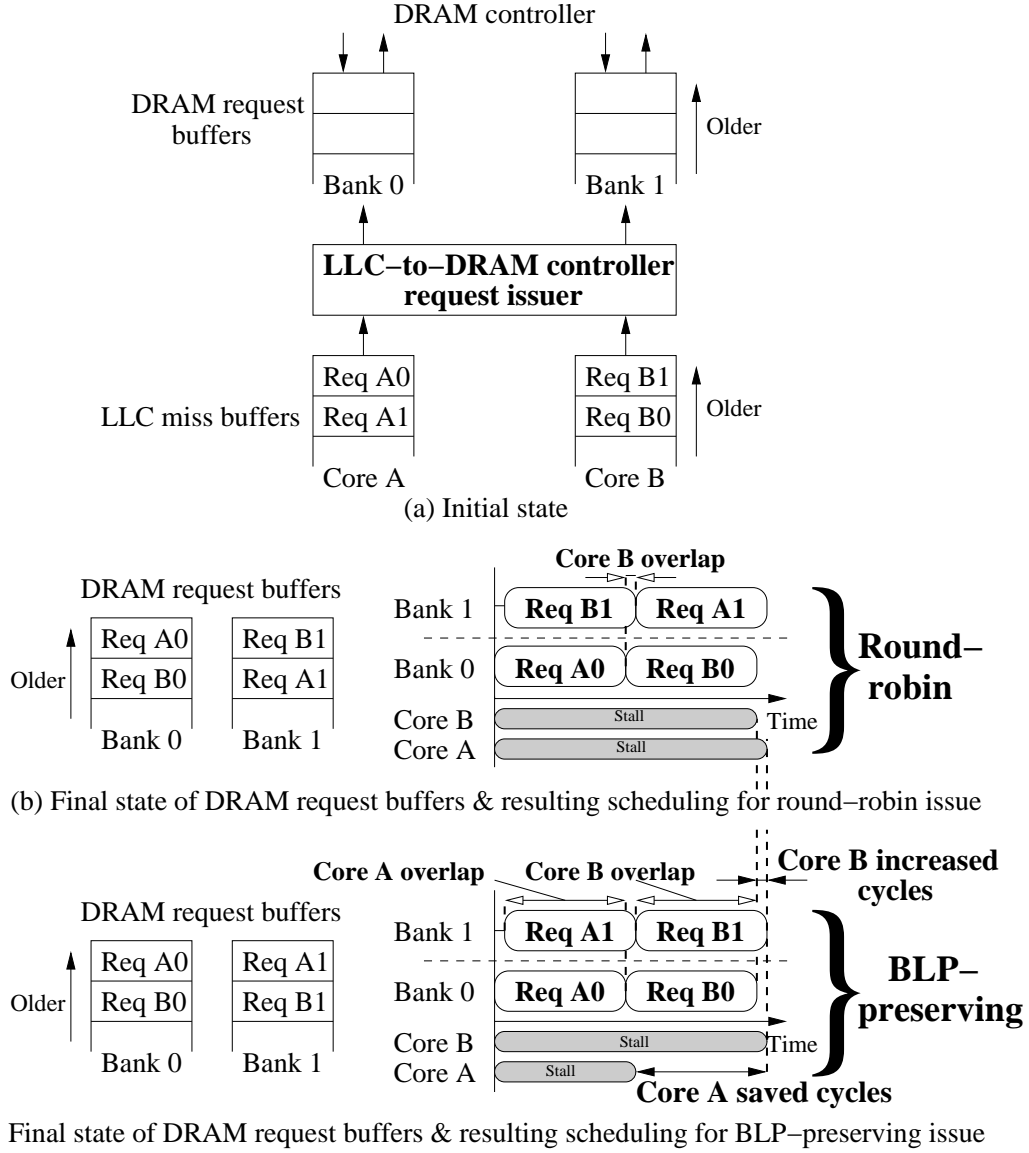 DRAM controller
DRAM request
buffers
Older
Bank 0
Bank 1
LLC−to−DRAM controller
request issuer
Req A0
Req B1
LLC miss buffers
Req A1
Req B0
Older
Core A
Core B
(a) Initial state
Core B overlap
DRAM request buffers
Bank 1
Req B1
Req A1
Req A0
Req B1
Older
Req B0
Req A1
Bank 0
Req A0
Req B0
Round−
robin
Bank 0
Bank 1
Core B
Stall
Time
Core A
Stall
(b) Final state of DRAM request buffers & resulting scheduling for round−robin issue
Core A overlap
Core B overlap
Core B increased
cycles
DRAM request buffers
Bank 1
Req A1
Req B1
Req A0
Req A1
Older
Req B0
Req B1
Bank 0
Req A0
Req B0
BLP−
preserving
Bank 0
Bank 1
Core B
Stall
Time
Core A
Stall
Core A saved cycles
Final state of DRAM request buffers & resulting scheduling for BLP−preserving issue